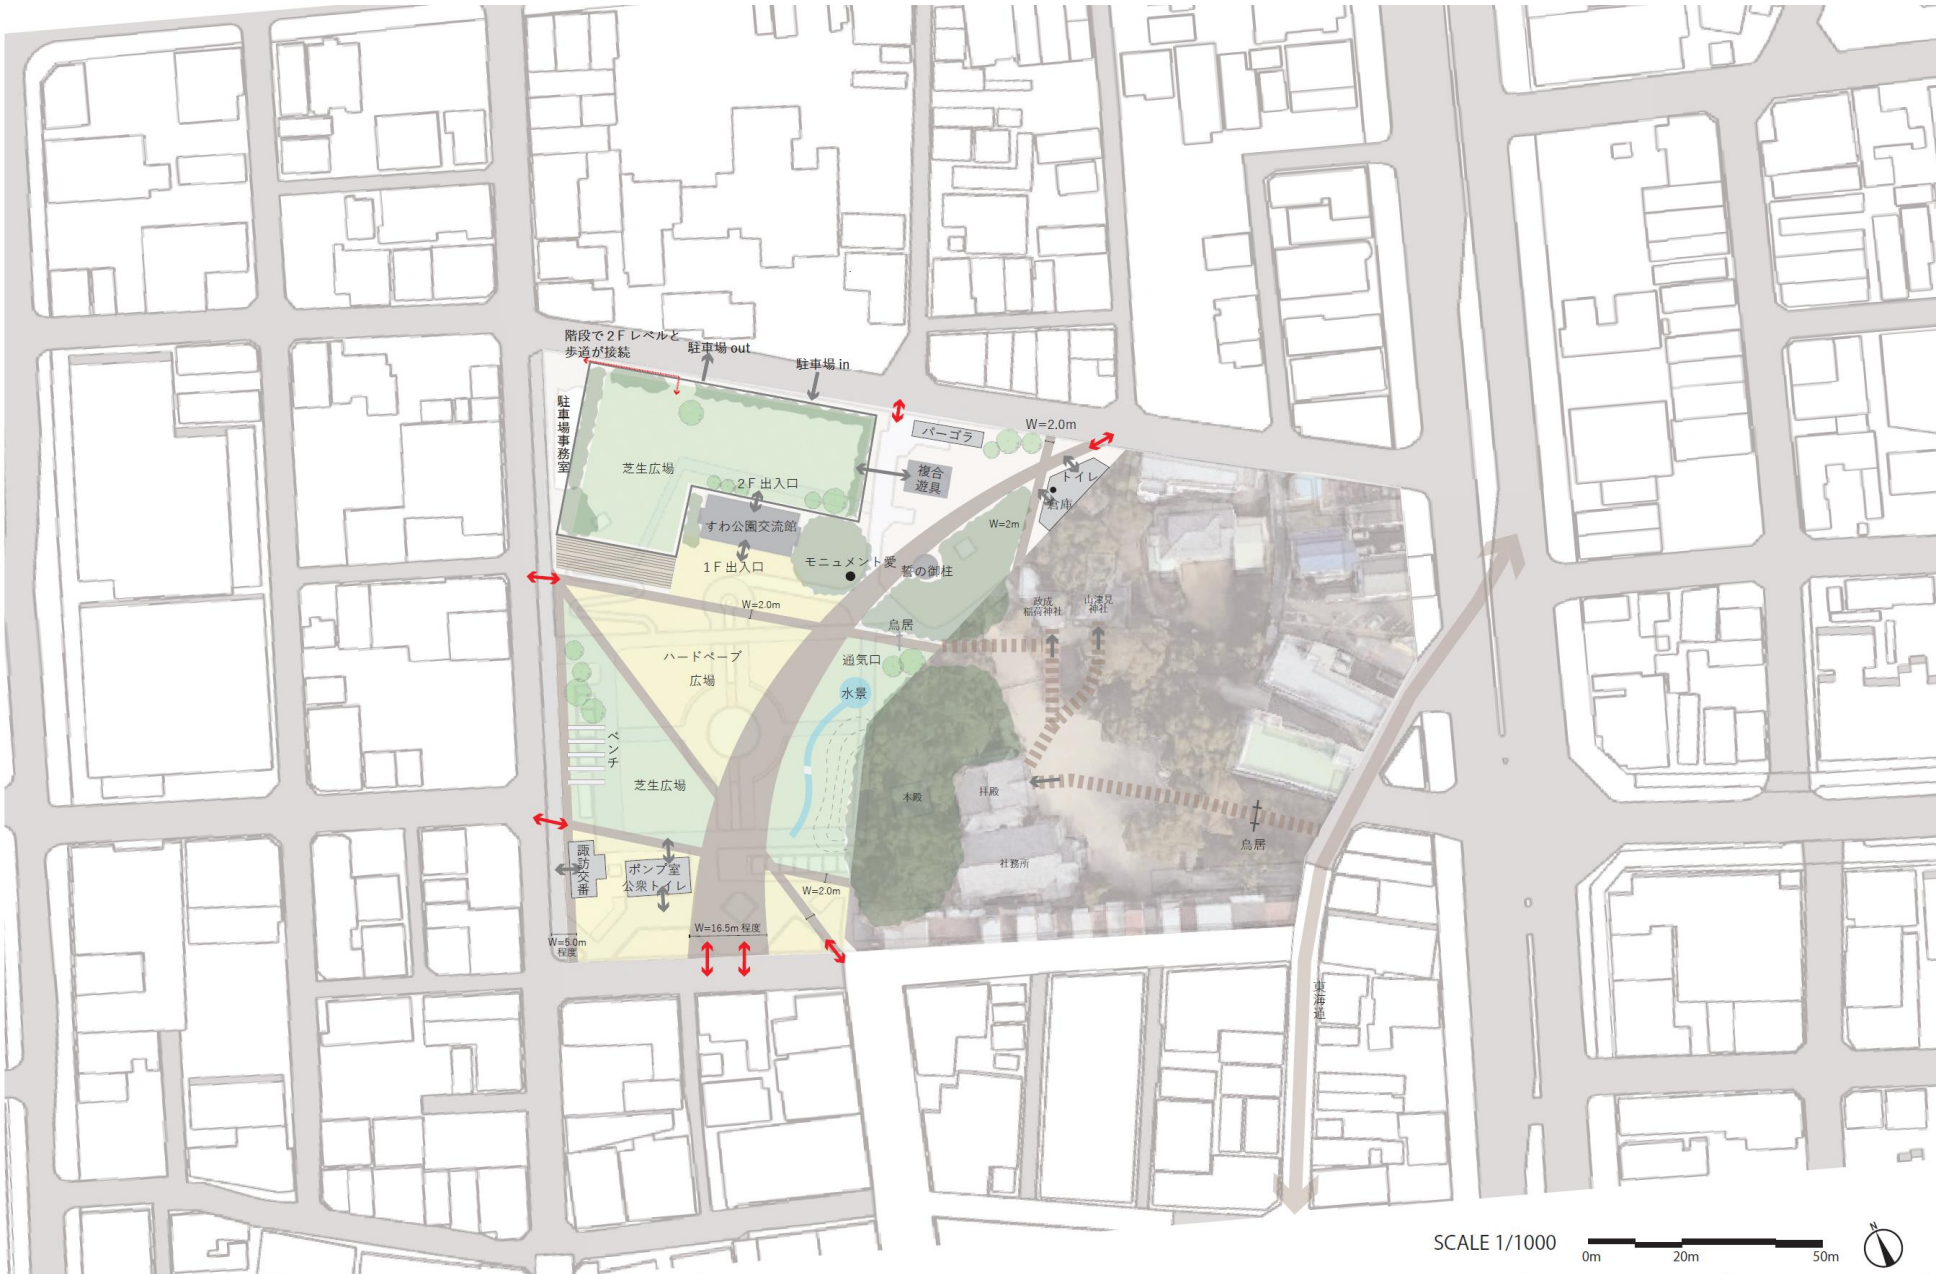 階段で2Fレベルと
歩道が接続
駐車場 out
駐車場 in
駐車場事務室
芝生広場
2F出入口
すわ公園交流館
1F出入口
パーゴラ
複合
遊具
W=2.0m
トイレ
倉庫
W=2m
モニュメント愛
誓の御柱
W=2.0m
鳥居
政成
稲荷神社
山津見
神社
ハードペーブ
広場
通気口
水景
ベンチ
芝生広場
本殿
拝殿
鳥居
諏訪交番
ポンプ室
公衆トイレ
社務所
W=2.0m
W=5.0m
程度
W=16.5m 程度
東海道
SCALE 1/1000
0m
20m
50m
N